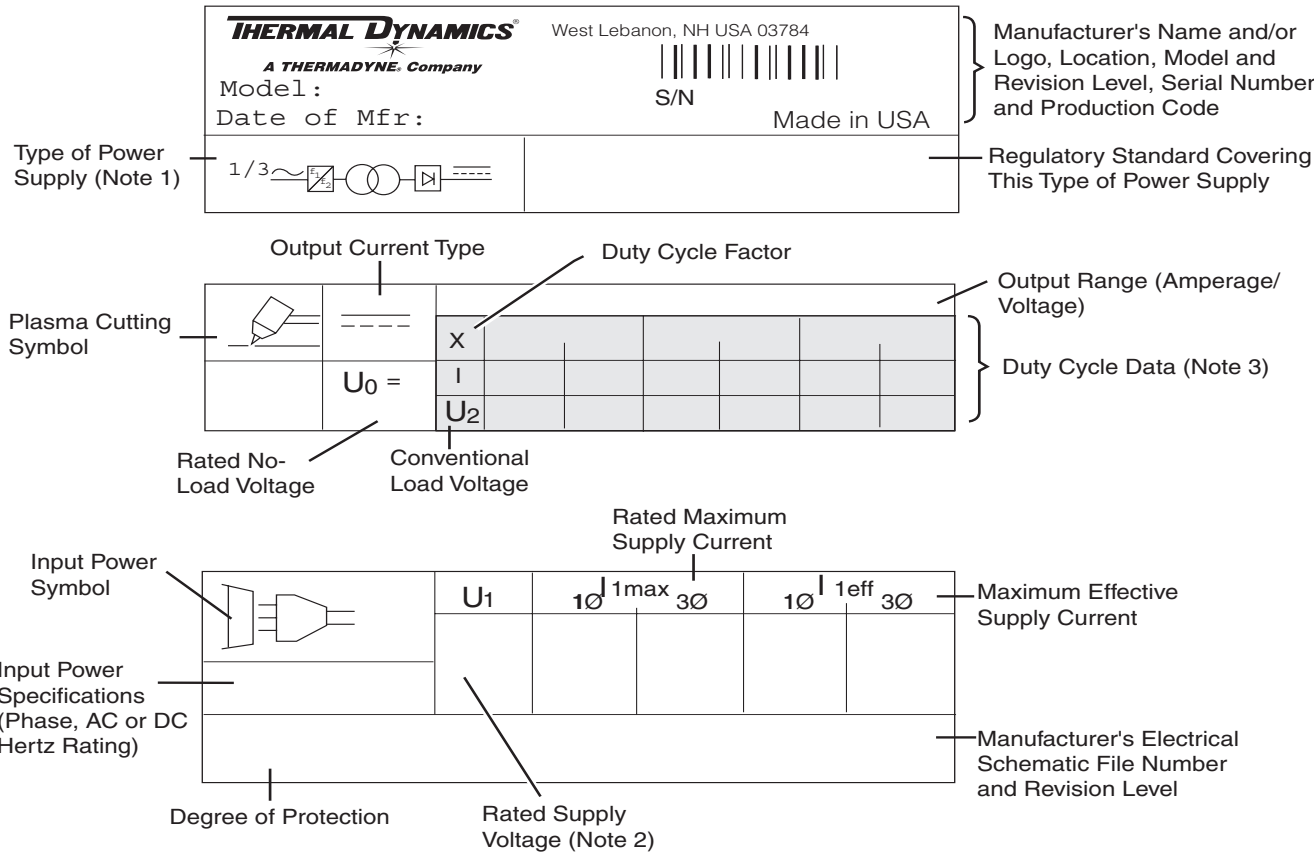 THERMAL DYNAMICS®
West Lebanon, NH USA 03784
A THERMADYNE® Company
Model:
S/N
Date of Mfr:
Made in USA
Manufacturer's Name and/or
Logo, Location, Model and
Revision Level, Serial Number
and Production Code
Type of Power
Supply (Note 1)
1/3
f1
f2
Regulatory Standard Covering
This Type of Power Supply
Output Current Type
Duty Cycle Factor
Output Range (Amperage/
Voltage)
Plasma Cutting
Symbol
X
Duty Cycle Data (Note 3)
U0 =
I
U2
Rated No-
Load Voltage
Conventional
Load Voltage
Rated Maximum
Supply Current
Input Power
Symbol
U1
1Ø I 1max 3Ø
1Ø I 1eff 3Ø
Maximum Effective
Supply Current
Input Power
Specifications
(Phase, AC or DC
Hertz Rating)
Manufacturer's Electrical
Schematic File Number
and Revision Level
Degree of Protection
Rated Supply
Voltage (Note 2)